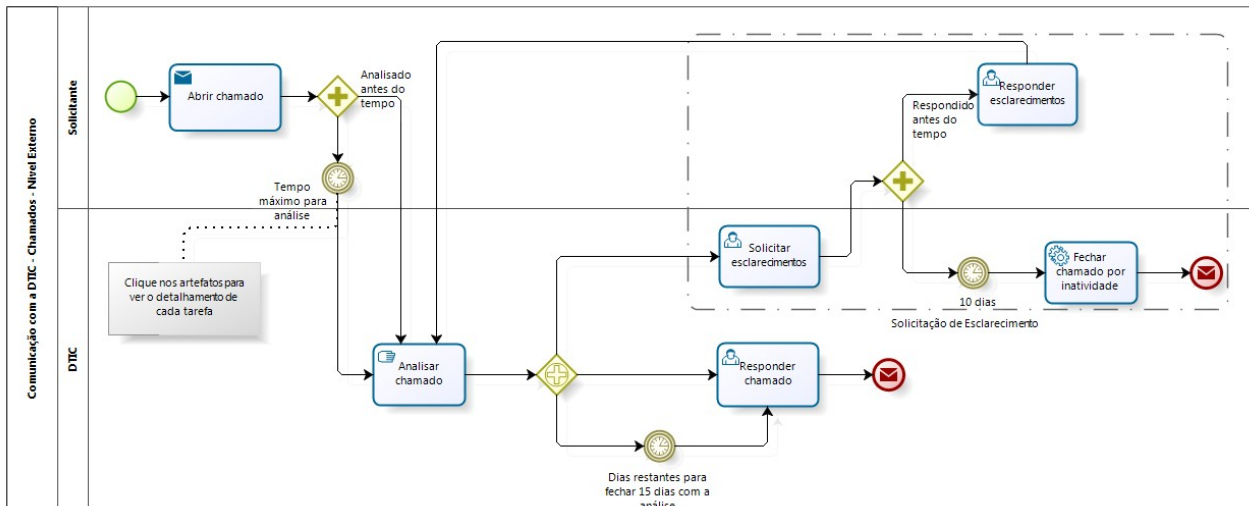 Comunicação com a DTIC - Chamados - Nível Externo
Solicitante
Abrir chamado
Analisado
antes do
tempo
Tempo
máximo para
análise
Responder
esclarecimentos
Respondido
antes do
tempo
DTIC
Clique nos artefatos para
ver o detalhamento de
cada tarefa
Solicitar
esclarecimentos
10 dias
Fechar
chamado por
inatividade
Solicitação de Esclarecimento
Analisar
chamado
Responder
chamado
Dias restantes para
fechar 15 dias com a
análise